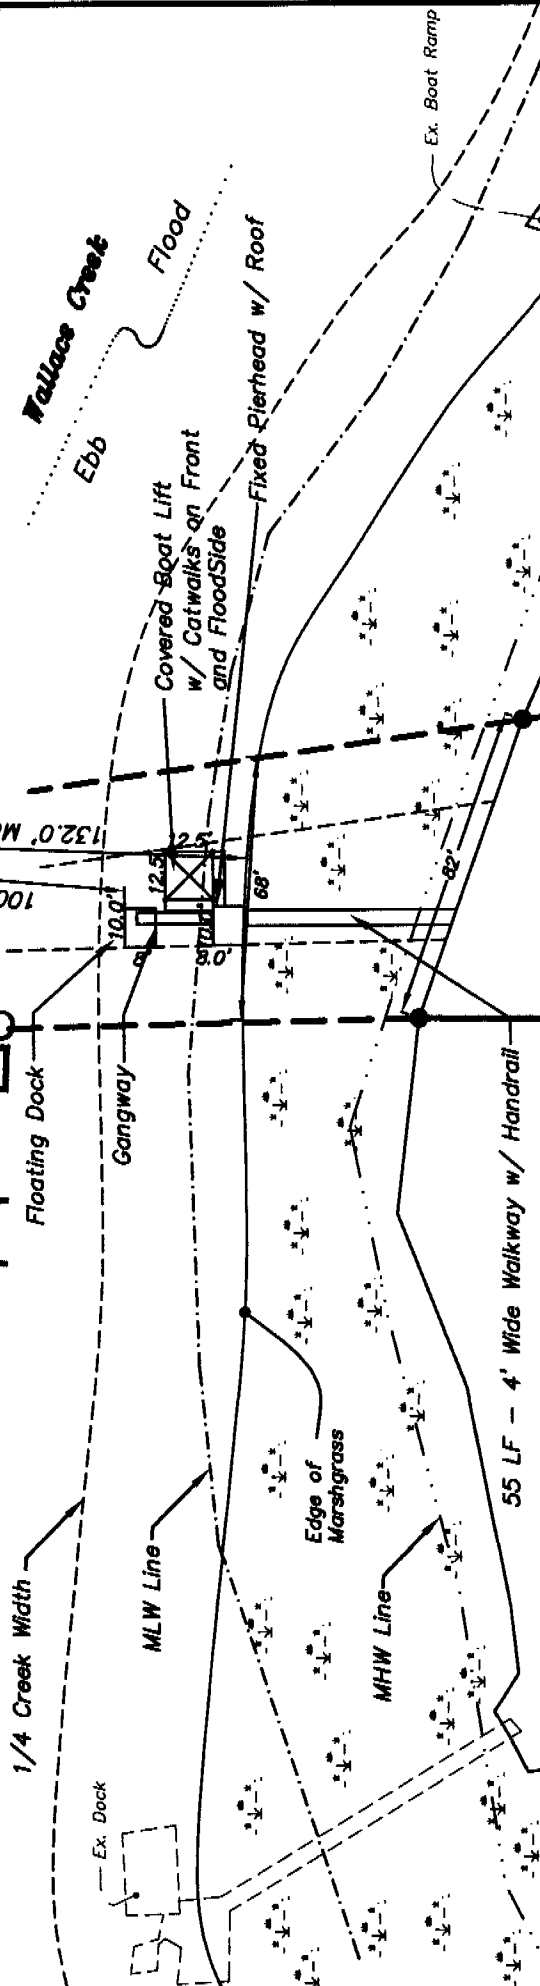 Wallace Creek
Flood
Ebb
Ex. Boat Ramp
Fixed Pierhead w/ Roof
Covered Boat Lift
w/ Catwalks on Front
and FloodSide
132.0'
100
12.5'
12.5'
10.0'
8'
68'
82'
Floating Dock
Gangway
55 LF - 4' Wide Walkway w/ Handrail
1/4 Creek Width
MLW Line
Edge of
Marshgrass
MHW Line
Ex. Dock